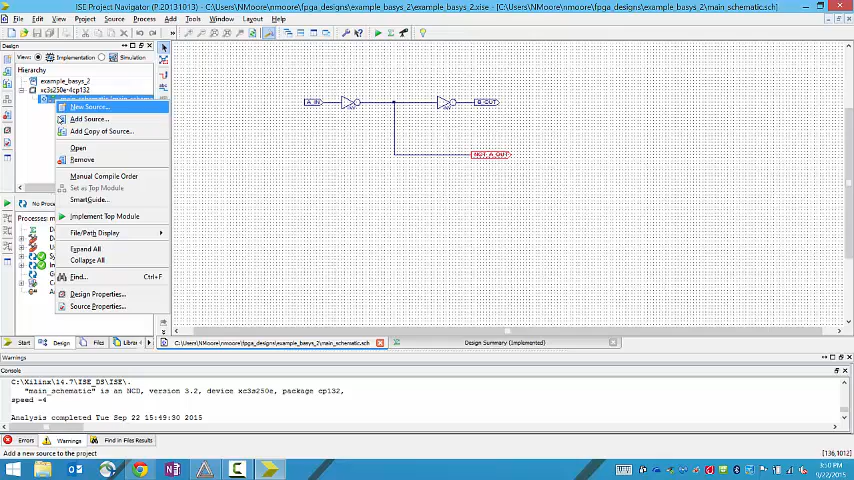 ISE Project Navigator (P.20131013) - C:\Users\NMoore\nmoore\fpga_designs\example_basys_2\example_basys_2.xise - [C:\Users\NMoore\nmoore\fpga_designs\example_basys_2\main_schematic.sch]
File Edit View Project Source Process Add Tools Window Layout Help
Design
View: Implementation Simulation
Hierarchy
example_basys_2
xc3s250e-4cp132
New Source...
Add Source...
Add Copy of Source...
Open
Remove
Manual Compile Order
Set as Top Module
SmartGuide...
Implement Top Module
File/Path Display
Expand All
Collapse All
Find... Ctrl+F
Design Properties...
Source Properties...
No Proce
Processes: m
A_IN
B_OUT
NOT_A_OUT
Start Design Files Librar
C:\Users\NMoore\nmoore\fpga_designs\example_basys_2\main_schematic.sch
Design Summary (Implemented)
Warnings
Console
C:\Xilinx\14.7\ISE_DS\ISE\.
"main_schematic" is an NCD, version 3.2, device xc3s250e, package cp132,
speed -4
Analysis completed Tue Sep 22 15:49:30 2015
Errors Warnings Find in Files Results
Add a new source to the project
[136,1012]
3:50 PM
9/22/2015